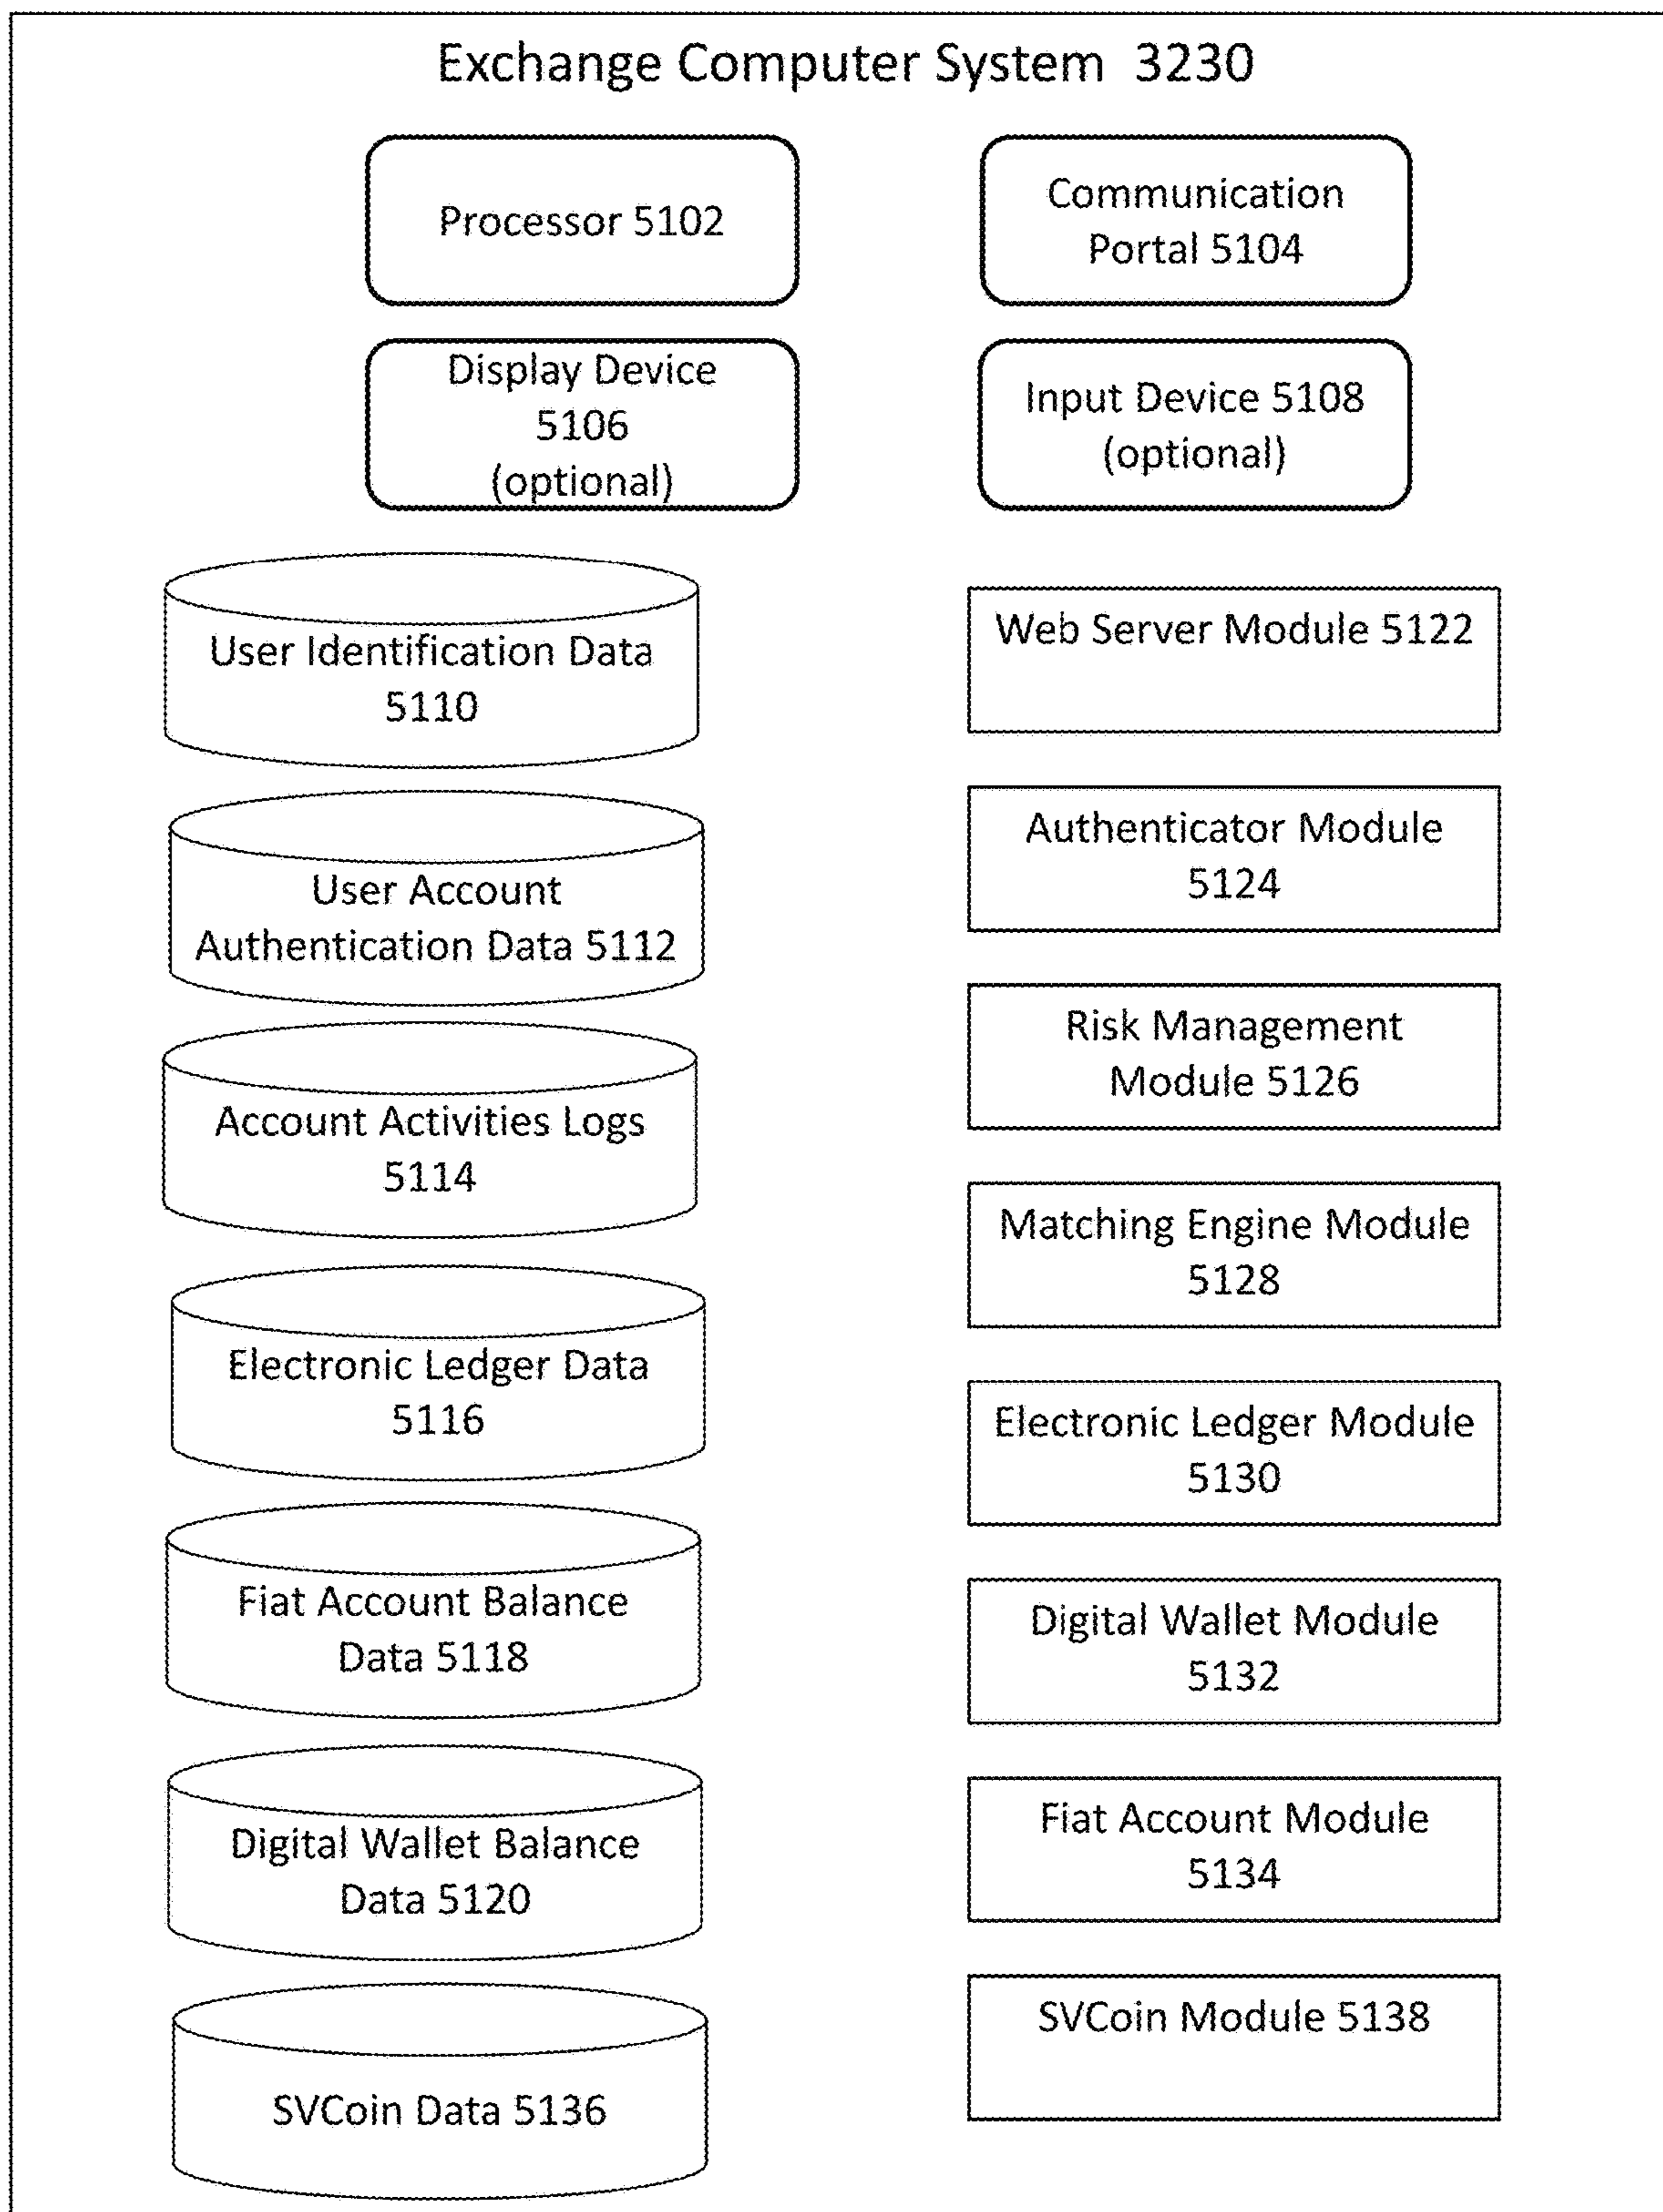 Exchange Computer System 3230
Processor 5102
Communication
Portal 5104
Display Device
5106
(optional)
Input Device 5108
(optional)
User Identification Data
5110
User Account
Authentication Data 5112
Account Activities Logs
5114
Electronic Ledger Data
5116
Fiat Account Balance
Data 5118
Digital Wallet Balance
Data 5120
SVCoin Data 5136
Web Server Module 5122
Authenticator Module
5124
Risk Management
Module 5126
Matching Engine Module
5128
Electronic Ledger Module
5130
Digital Wallet Module
5132
Fiat Account Module
5134
SVCoin Module 5138